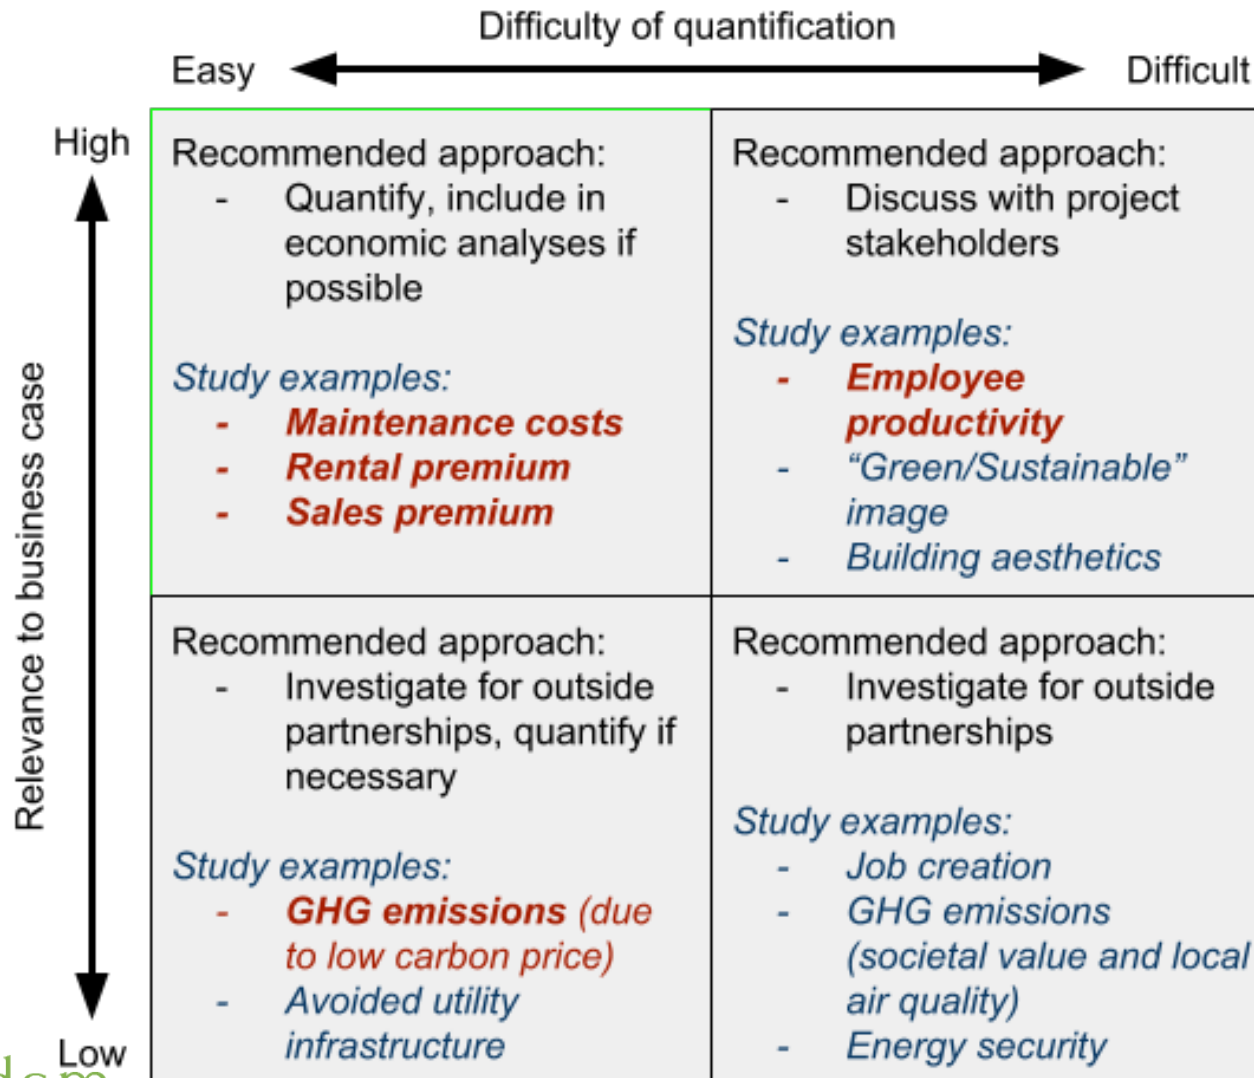 Difficulty of quantification
Easy
Difficult
High
Relevance to business case
Low
Recommended approach:
- Quantify, include in
economic analyses if
possible
Study examples:
- Maintenance costs
- Rental premium
- Sales premium
Recommended approach:
- Discuss with project
stakeholders
Study examples:
- Employee
productivity
- “Green/Sustainable”
image
- Building aesthetics
Recommended approach:
- Investigate for outside
partnerships, quantify if
necessary
Study examples:
- GHG emissions (due
to low carbon price)
- Avoided utility
infrastructure
Recommended approach:
- Investigate for outside
partnerships
Study examples:
- Job creation
- GHG emissions
(societal value and local
air quality)
- Energy security